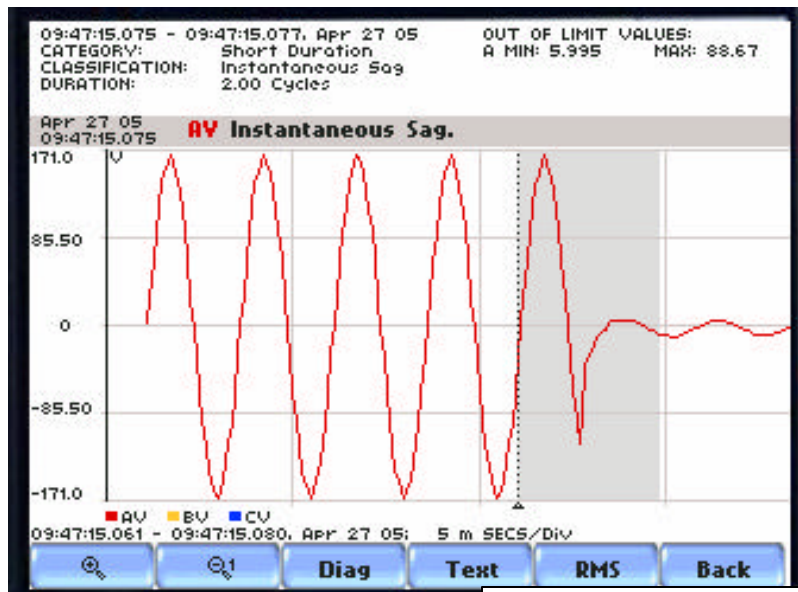 09:47:15.075 - 09:47:15.077, Apr 27 05 OUT OF LIMIT VALUES:
CATEGORY: Short Duration A MIN: 5.995 MAX: 88.67
CLASSIFICATION: Instantaneous Sag
DURATION: 2.00 Cycles
Apr 27 05
09:47:15.075 AV Instantaneous Sag.
171.0 V
85.50
0
-85.50
-171.0
AV BV CV
09:47:15.061 - 09:47:15.080, Apr 27 05; 5 m SECS/Div
1
Diag Text RMS Back